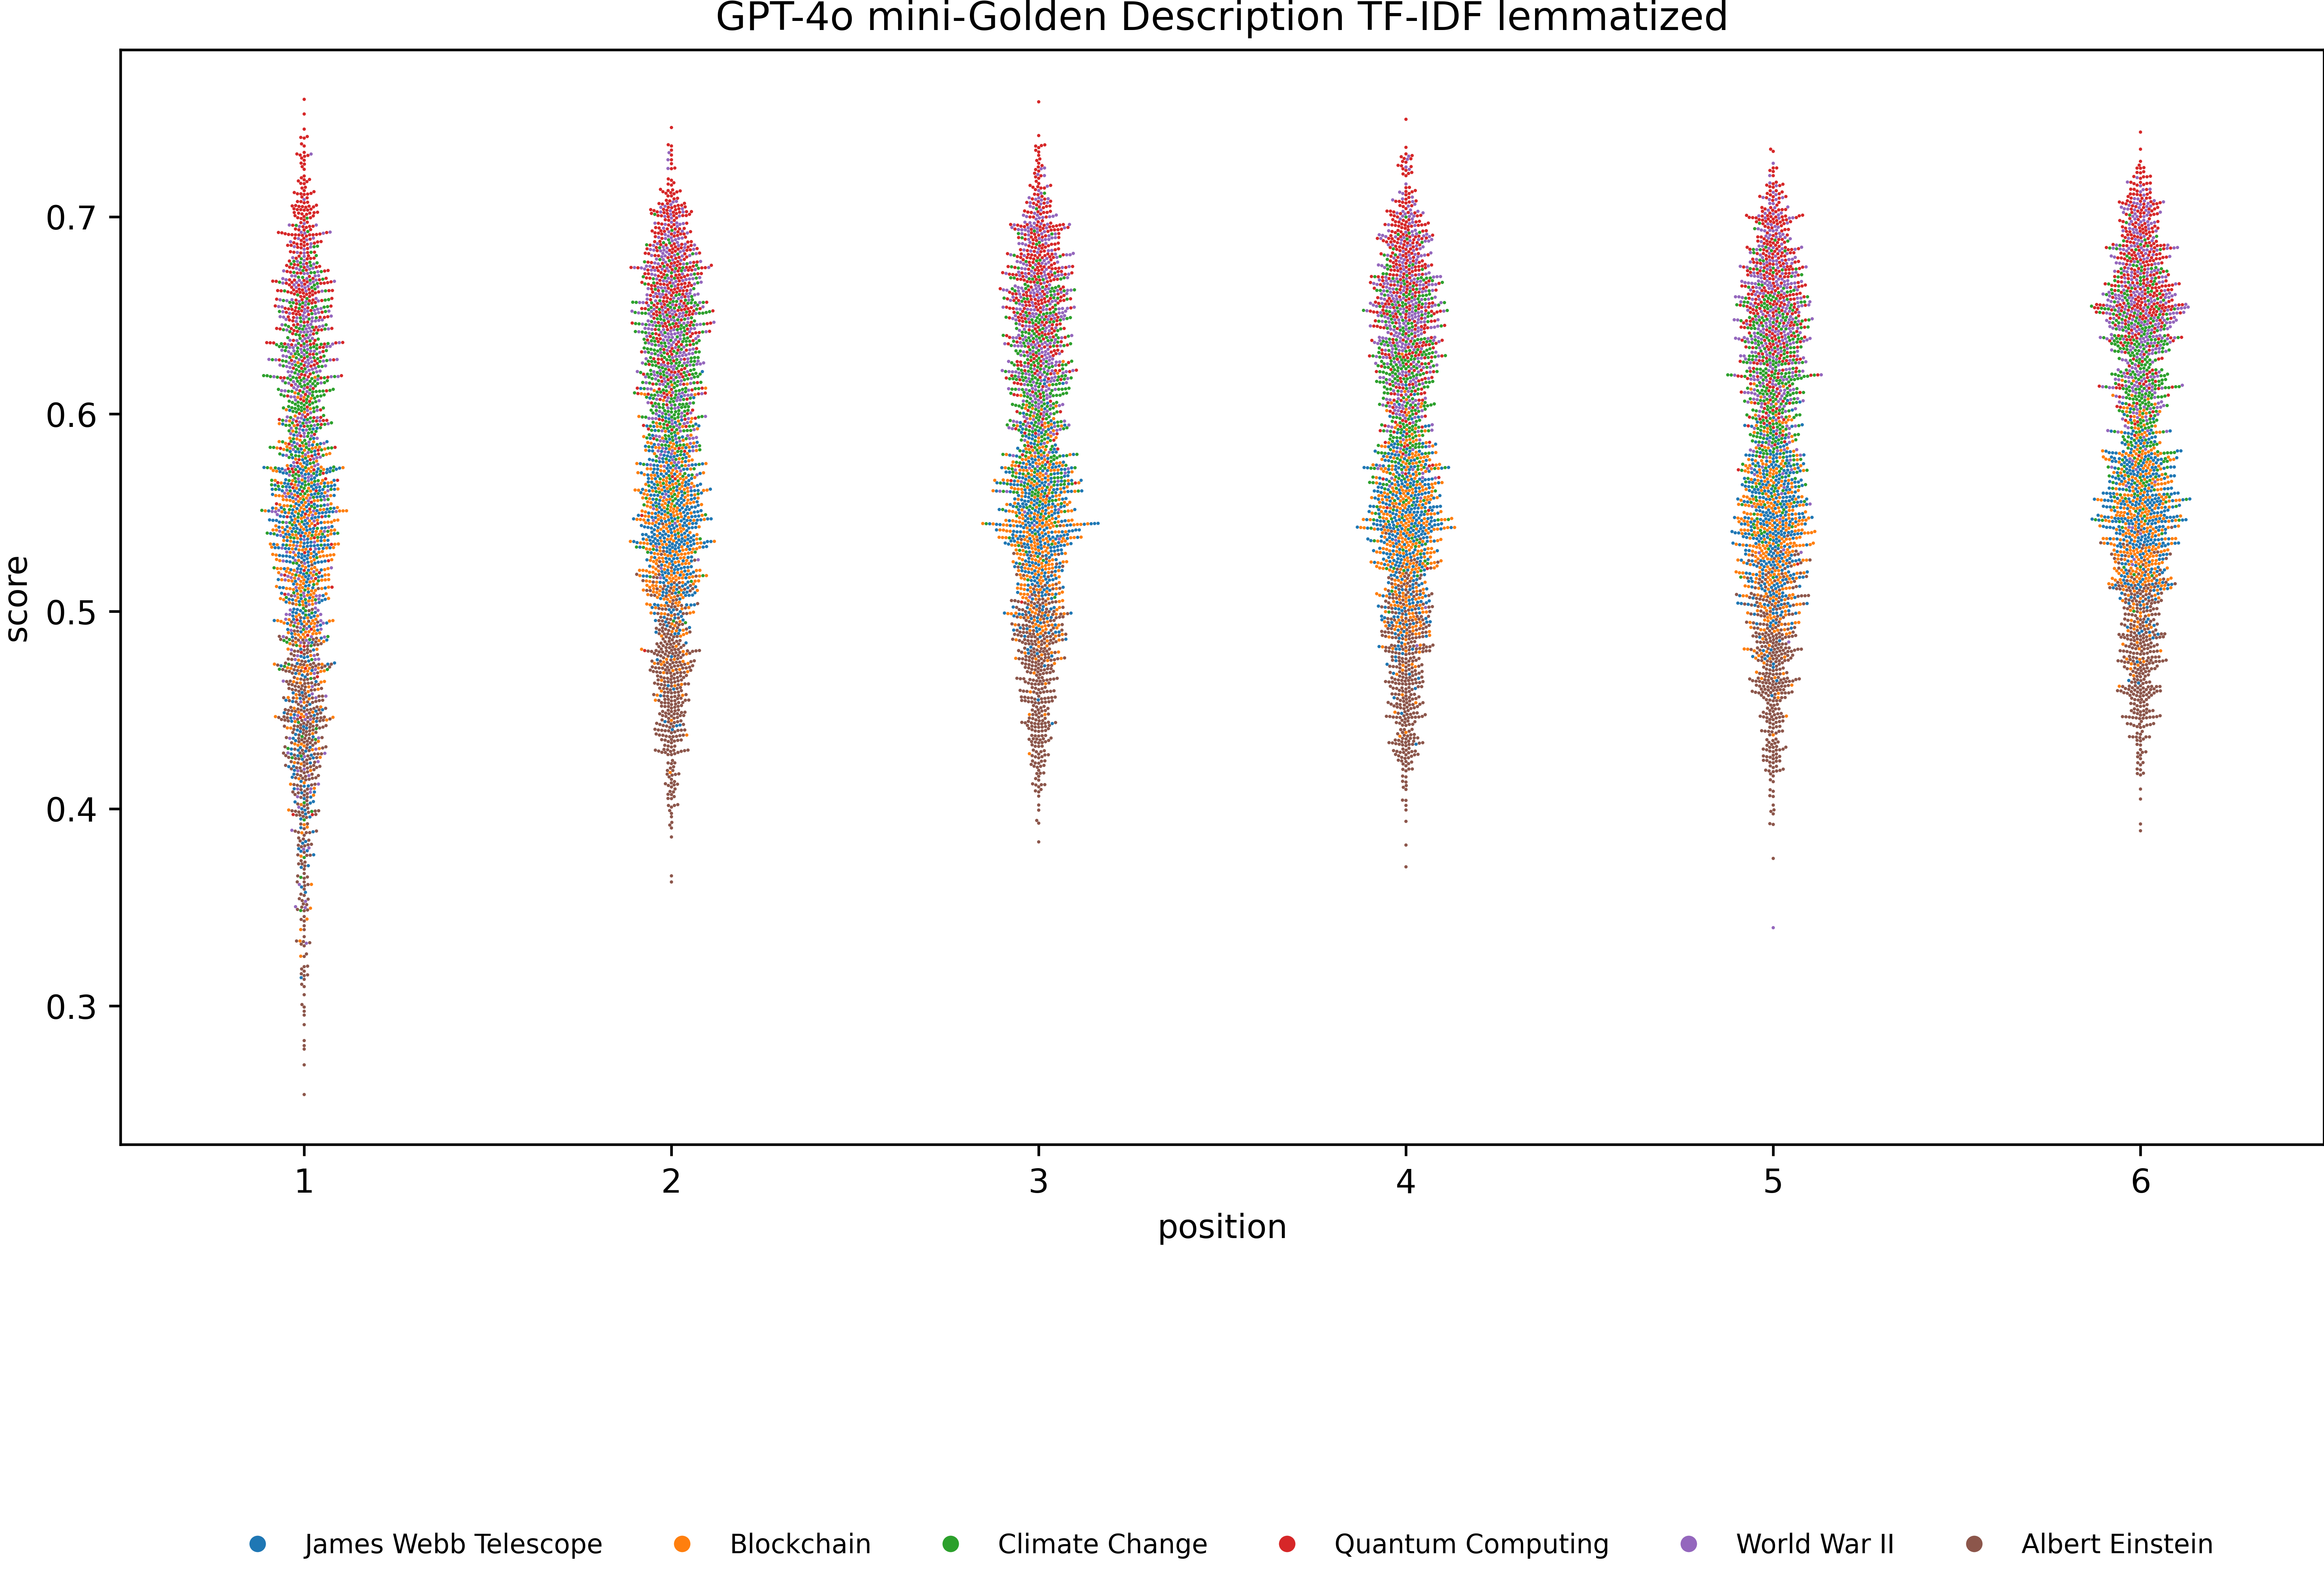 GPT-4o mini-Golden Description TF-IDF lemmatized
score
0.7
0.6
0.5
0.4
0.3
1 2 3 4 5 6
position
James Webb Telescope Blockchain Climate Change Quantum Computing World War II Albert Einstein